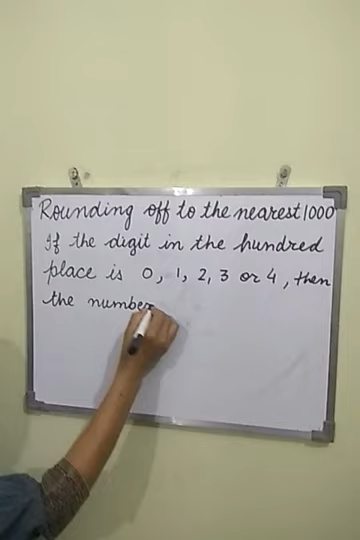 Rounding off to the nearest 1000
If the digit in the hundred
place is 0, 1, 2, 3 or 4, then
the number